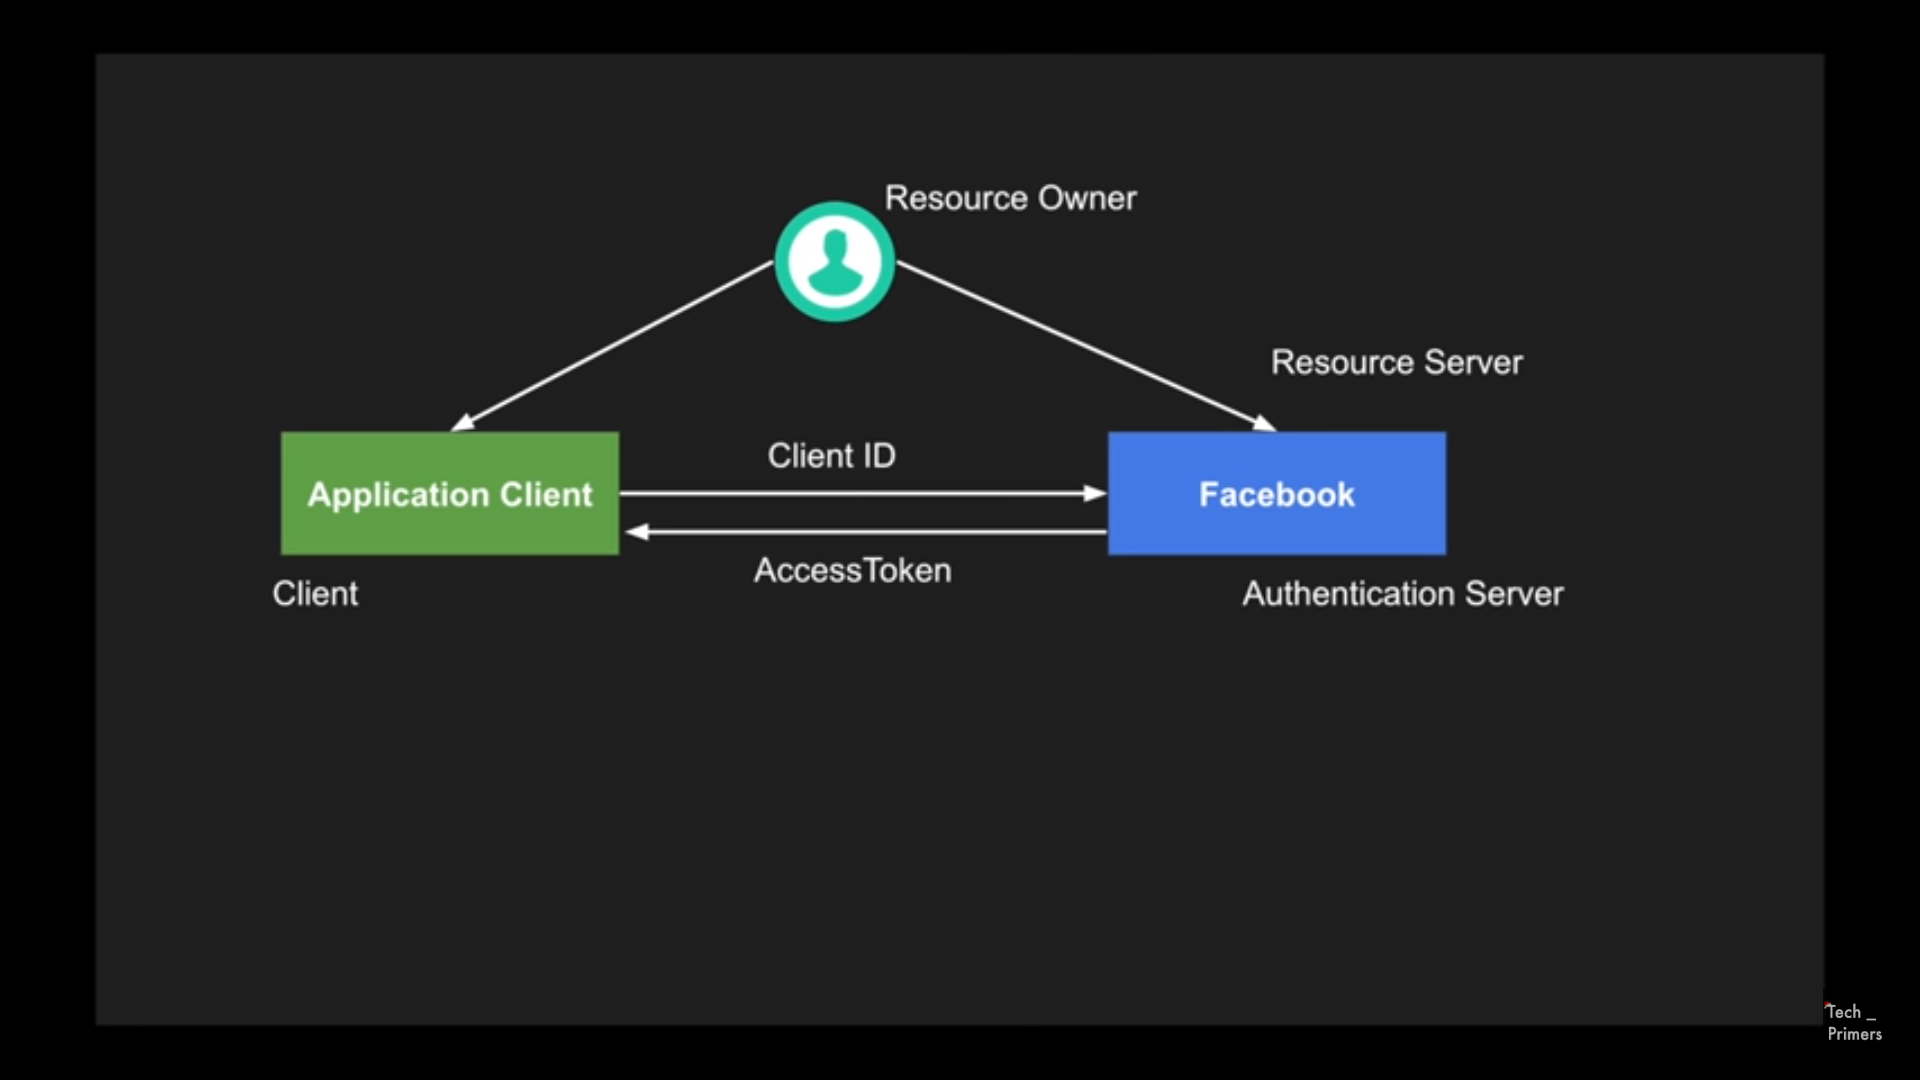 Resource Owner
Resource Server
Client ID
Application Client
Facebook
AccessToken
Client
Authentication Server
Tech _
Primers